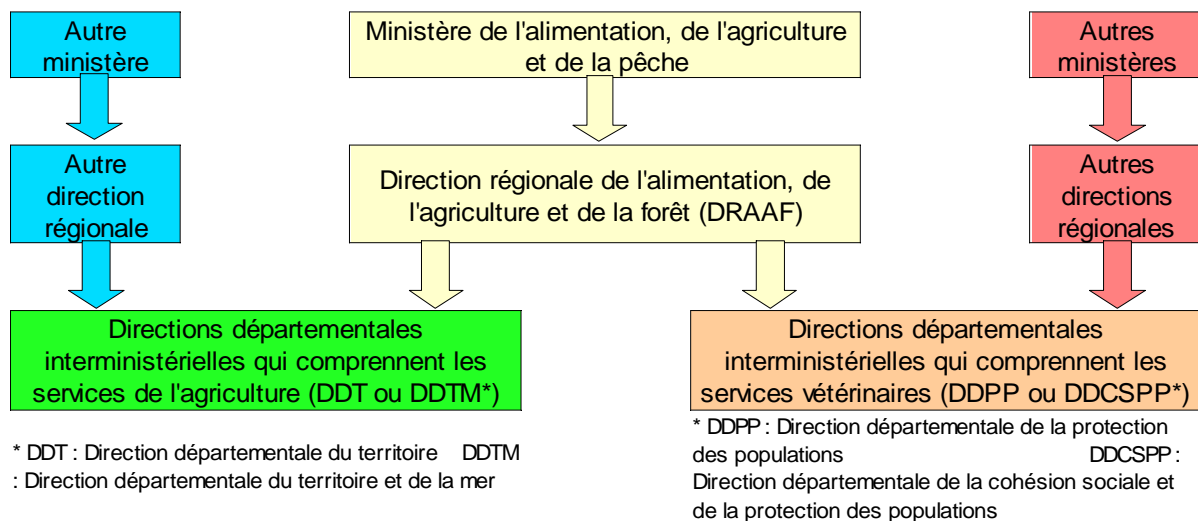 Autre
ministère
Ministère de l'alimentation, de l'agriculture
et de la pêche
Autres
ministères
Autre
direction
régionale
Direction régionale de l'alimentation, de
l'agriculture et de la forêt (DRAAF)
Autres
directions
régionales
Directions départementales
interministérielles qui comprennent les
services de l'agriculture (DDT ou DDTM*)
Directions départementales
interministérielles qui comprennent les
services vétérinaires (DDPP ou DDCSPP*)
* DDT : Direction départementale du territoire DDTM
: Direction départementale du territoire et de la mer
* DDPP : Direction départementale de la protection
des populations DDCSPP :
Direction départementale de la cohésion sociale et
de la protection des populations